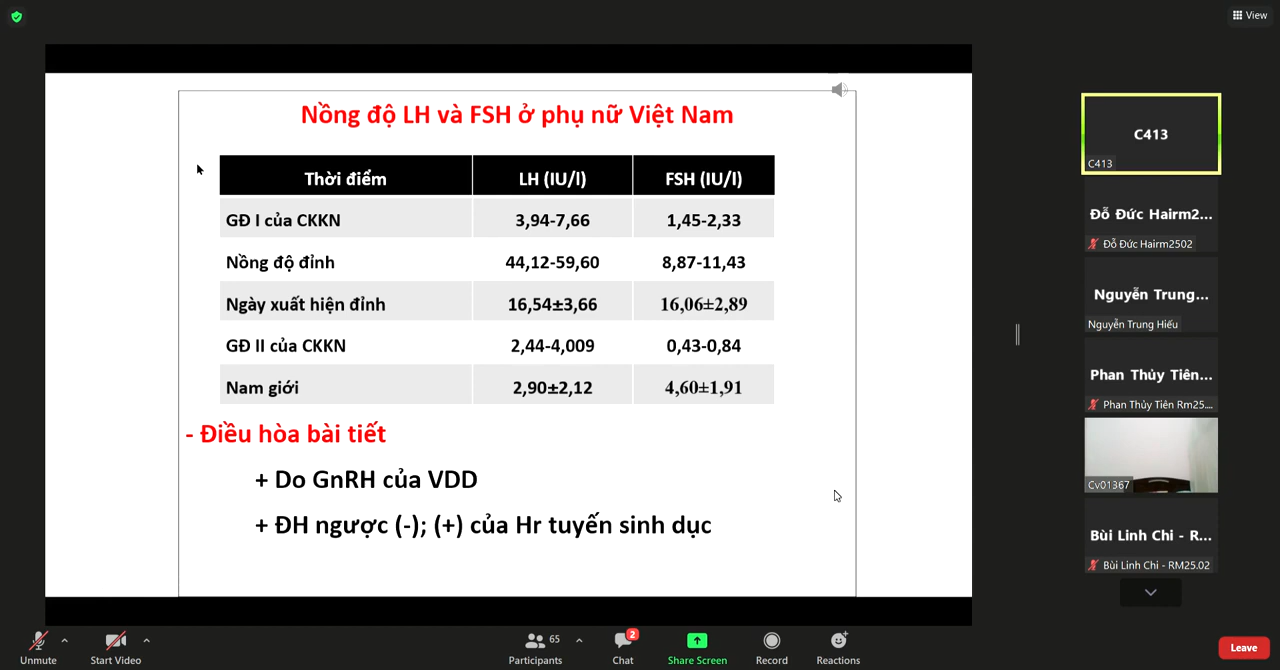 View
Nồng độ LH và FSH ở phụ nữ Việt Nam
Thời điểm LH (IU/l) FSH (IU/l)
GĐ I của CKKN 3,94-7,66 1,45-2,33
Nồng độ đỉnh 44,12-59,60 8,87-11,43
Ngày xuất hiện đỉnh 16,54±3,66 16,06±2,89
GĐ II của CKKN 2,44-4,009 0,43-0,84
Nam giới 2,90±2,12 4,60±1,91
- Điều hòa bài tiết
+ Do GnRH của VDD
+ ĐH ngược (-); (+) của Hr tuyến sinh dục
C413
C413
Đỗ Đức Hairm2...
Đỗ Đức Hairm2502
Nguyễn Trung...
Nguyễn Trung Hiếu
Phan Thủy Tiên...
Phan Thủy Tiên Rm25....
Cv01367
Bùi Linh Chi - R...
Bùi Linh Chi - RM25.02
Unmute
Start Video
Participants 65
Chat 2
Share Screen
Record
Reactions
Leave